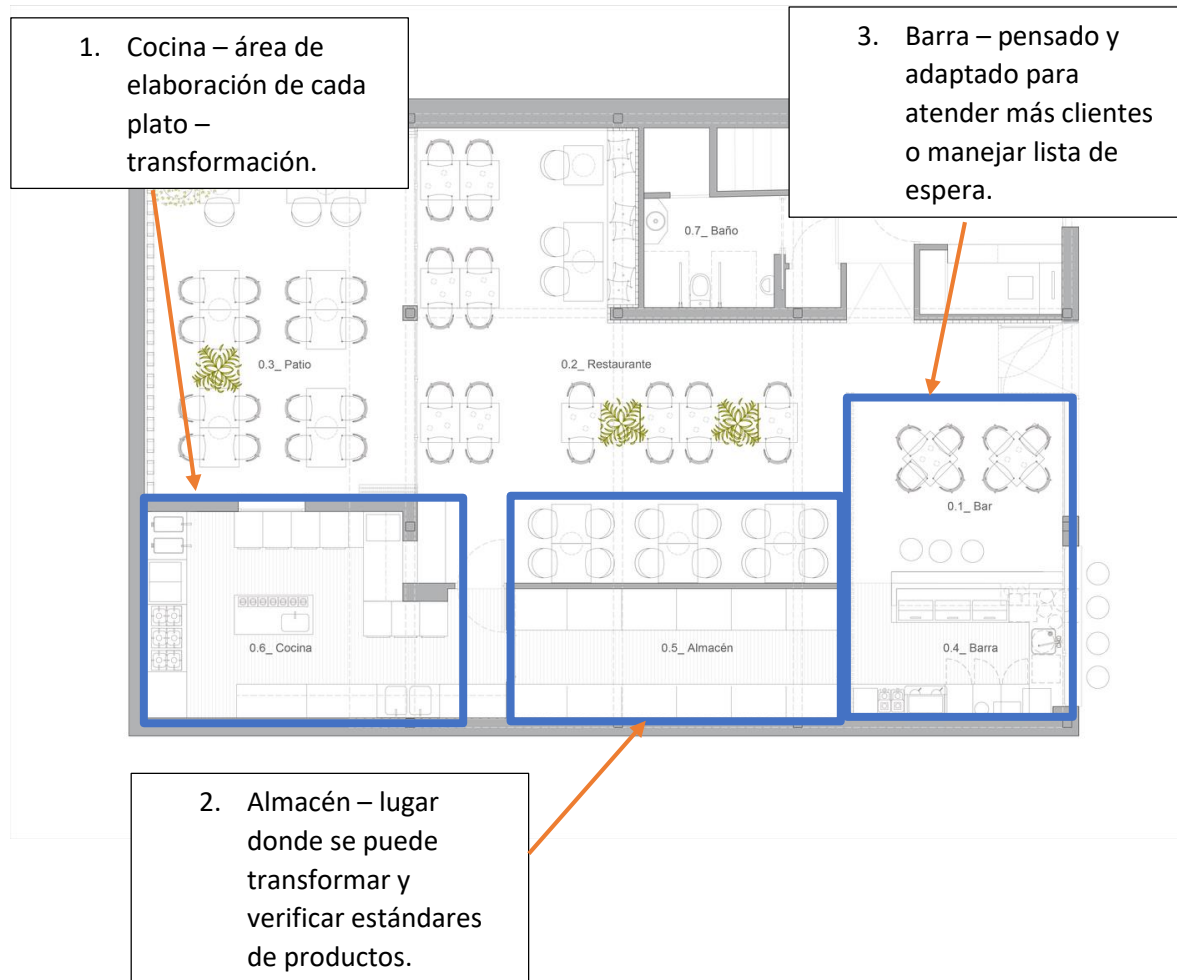 1. Cocina – área de
elaboración de cada
plato –
transformación.
3. Barra – pensado y
adaptado para
atender más clientes
o manejar lista de
espera.
0.7_ Baño
0.3_ Patio
0.2_ Restaurante
0.1_ Bar
0.6_ Cocina
0.5_ Almacén
0.4_ Barra
2. Almacén – lugar
donde se puede
transformar y
verificar estándares
de productos.